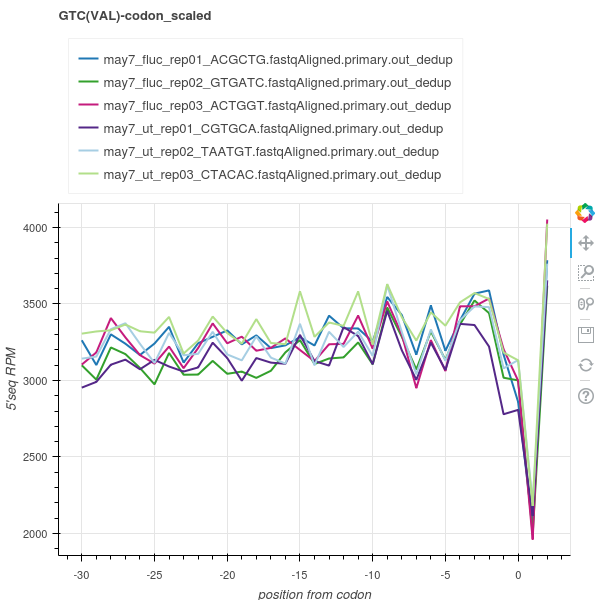 GTC(VAL)-codon_scaled
may7_fluc_rep01_ACGCTG.fastqAligned.primary.out_dedup
may7_fluc_rep02_GTGATC.fastqAligned.primary.out_dedup
may7_fluc_rep03_ACTGGT.fastqAligned.primary.out_dedup
may7_ut_rep01_CGTGCA.fastqAligned.primary.out_dedup
may7_ut_rep02_TAATGT.fastqAligned.primary.out_dedup
may7_ut_rep03_CTACAC.fastqAligned.primary.out_dedup
4000
3500
3000
2500
2000
5'seq RPM
-30 -25 -20 -15 -10 -5 0
position from codon